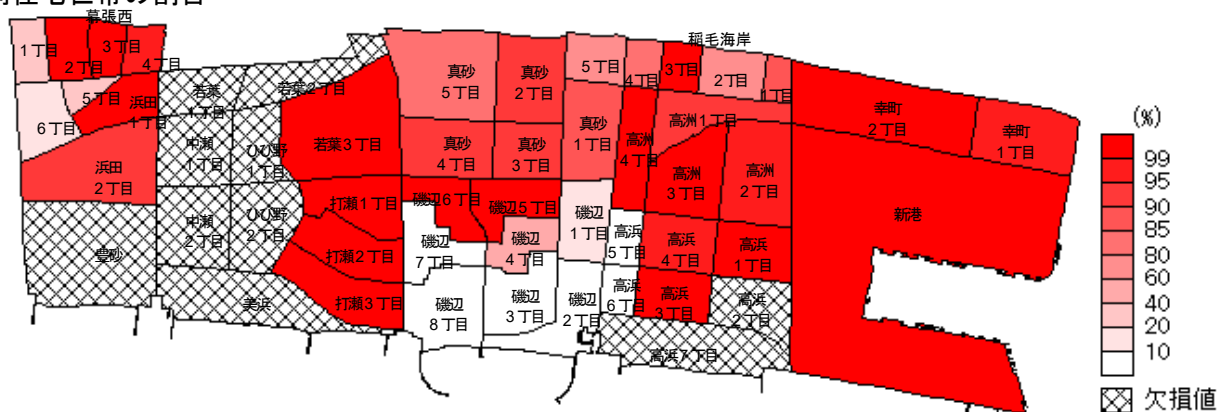 同住宅世帯の割合
幕張西
1丁目
2丁目
3丁目
4丁目
5丁目
6丁目
浜田
1丁目
浜田
2丁目
豊砂
若葉
1丁目
若葉2丁目
中瀬
1丁目
ひび野
1丁目
中瀬
2丁目
ひび野
2丁目
美浜
若葉3丁目
打瀬1丁目
打瀬2丁目
打瀬3丁目
真砂
5丁目
真砂
2丁目
真砂
4丁目
真砂
3丁目
真砂
1丁目
磯辺6丁目
磯辺5丁目
磯辺
7丁目
磯辺
4丁目
磯辺
1丁目
磯辺
8丁目
磯辺
3丁目
磯辺
2丁目
稲毛海岸
5丁目
4丁目
3丁目
2丁目
1丁目
高洲1丁目
高洲
4丁目
高洲
3丁目
高洲
2丁目
高浜
5丁目
高浜
4丁目
高浜
1丁目
高浜
6丁目
高浜
3丁目
高浜
2丁目
高浜7丁目
幸町
2丁目
幸町
1丁目
新港
(%)
99
95
90
85
80
60
40
20
10
欠損値